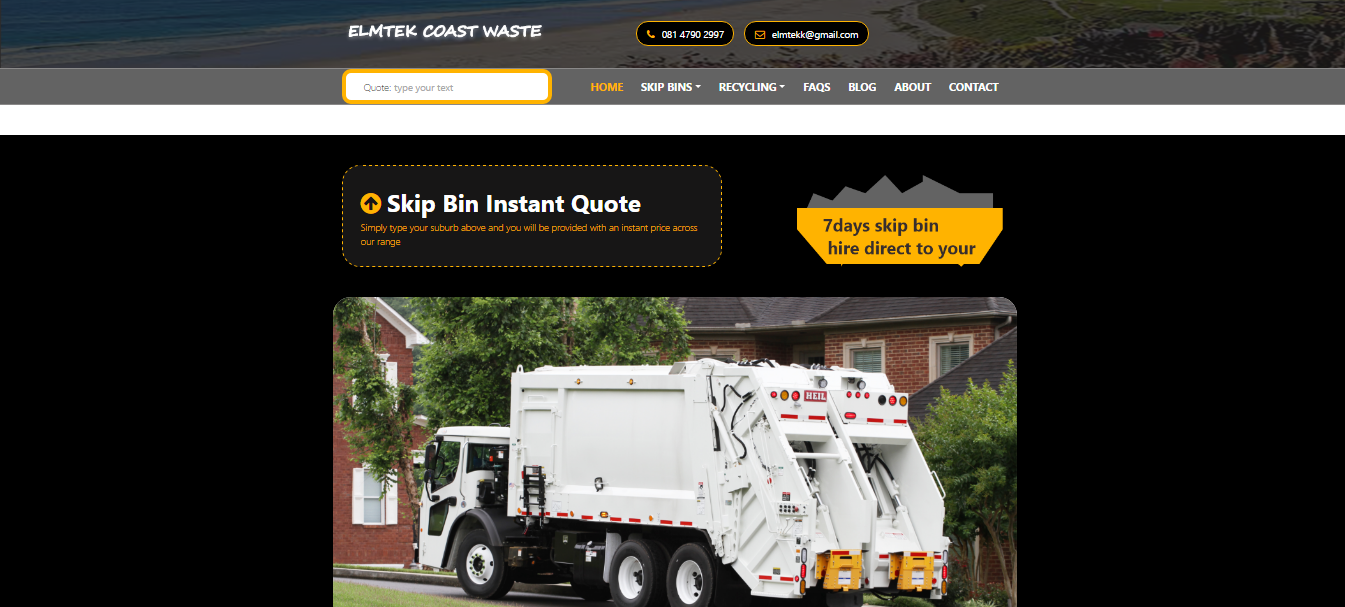 ELMTEK COAST WASTE
081 4790 2997
elmtekk@gmail.com
Quote: type your text
HOME
SKIP BINS
RECYCLING
FAQS
BLOG
ABOUT
CONTACT
Skip Bin Instant Quote
Simply type your suburb above and you will be provided with an instant price across
our range
7days skip bin
hire direct to your
HEIL